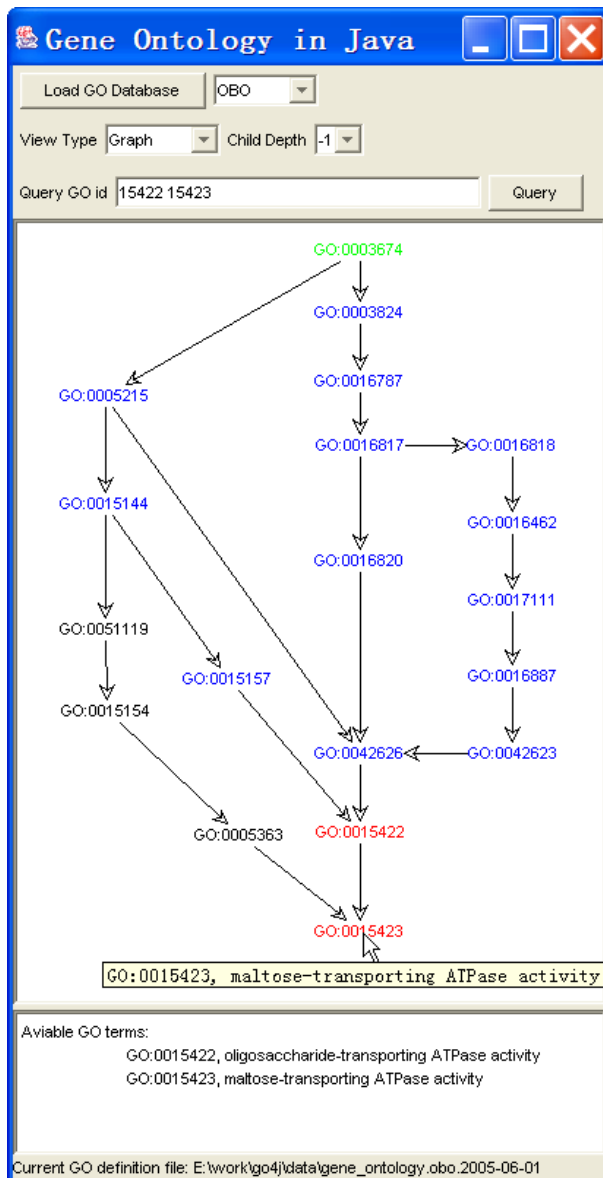 Gene Ontology in Java
Load GO Database OBO
View Type Graph Child Depth -1
Query GO id 15422 15423 Query
GO:0003674
GO:0003824
GO:0016787
GO:0005215
GO:0016817 GO:0016818
GO:0015144
GO:0016462
GO:0016820
GO:0017111
GO:0051119
GO:0015157 GO:0016887
GO:0015154
GO:0042626 GO:0042623
GO:0005363 GO:0015422
GO:0015423
GO:0015423, maltose-transporting ATPase activity
Aviable GO terms:
GO:0015422, oligosaccharide-transporting ATPase activity
GO:0015423, maltose-transporting ATPase activity
Current GO definition file: E:\work\go4j\data\gene_ontology.obo.2005-06-01